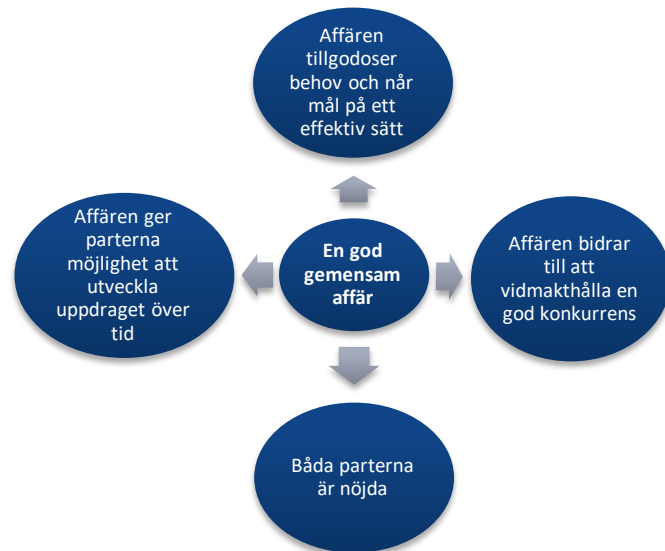 Affären
tillgodoser
behov och når
mål på ett
effektiv sätt
Affären ger
parterna
möjlighet att
utveckla
uppdraget över
tid
En god
gemensam
affär
Affären bidrar
till att
vidmakthålla en
god konkurrens
Båda parterna
är nöjda